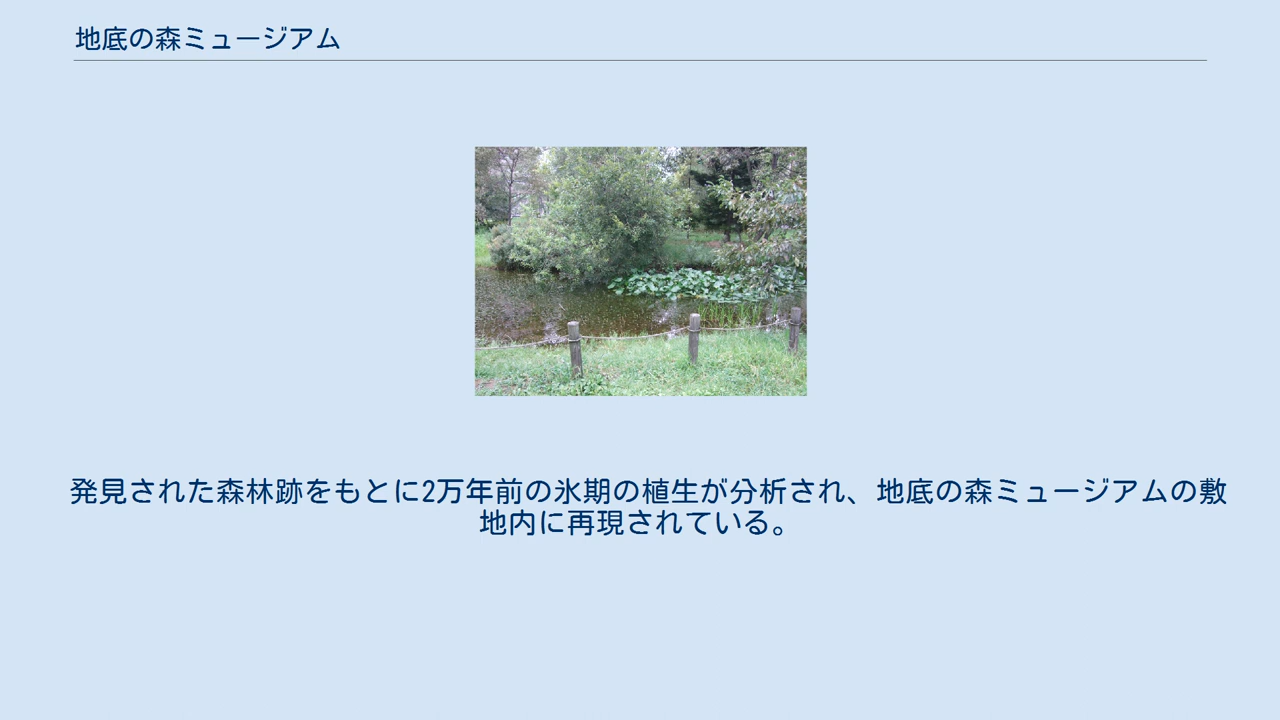 地底の森ミュージアム
発見された森林跡をもとに2万年前の氷期の植生が分析され、地底の森ミュージアムの敷
地内に再現されている。